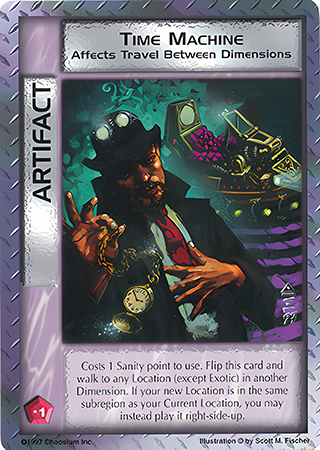 TIME MACHINE
AFFECTS TRAVEL BETWEEN DIMENSIONS
ARTIFACT
Costs 1 Sanity point to use. Flip this card and
walk to any Location (except Exotic) in another
Dimension. If your new Location is in the same
subregion as your Current Location, you may
instead play it right-side-up.
-1
©1997 Chaosium Inc.
Illustration © by Scott M. Fischer